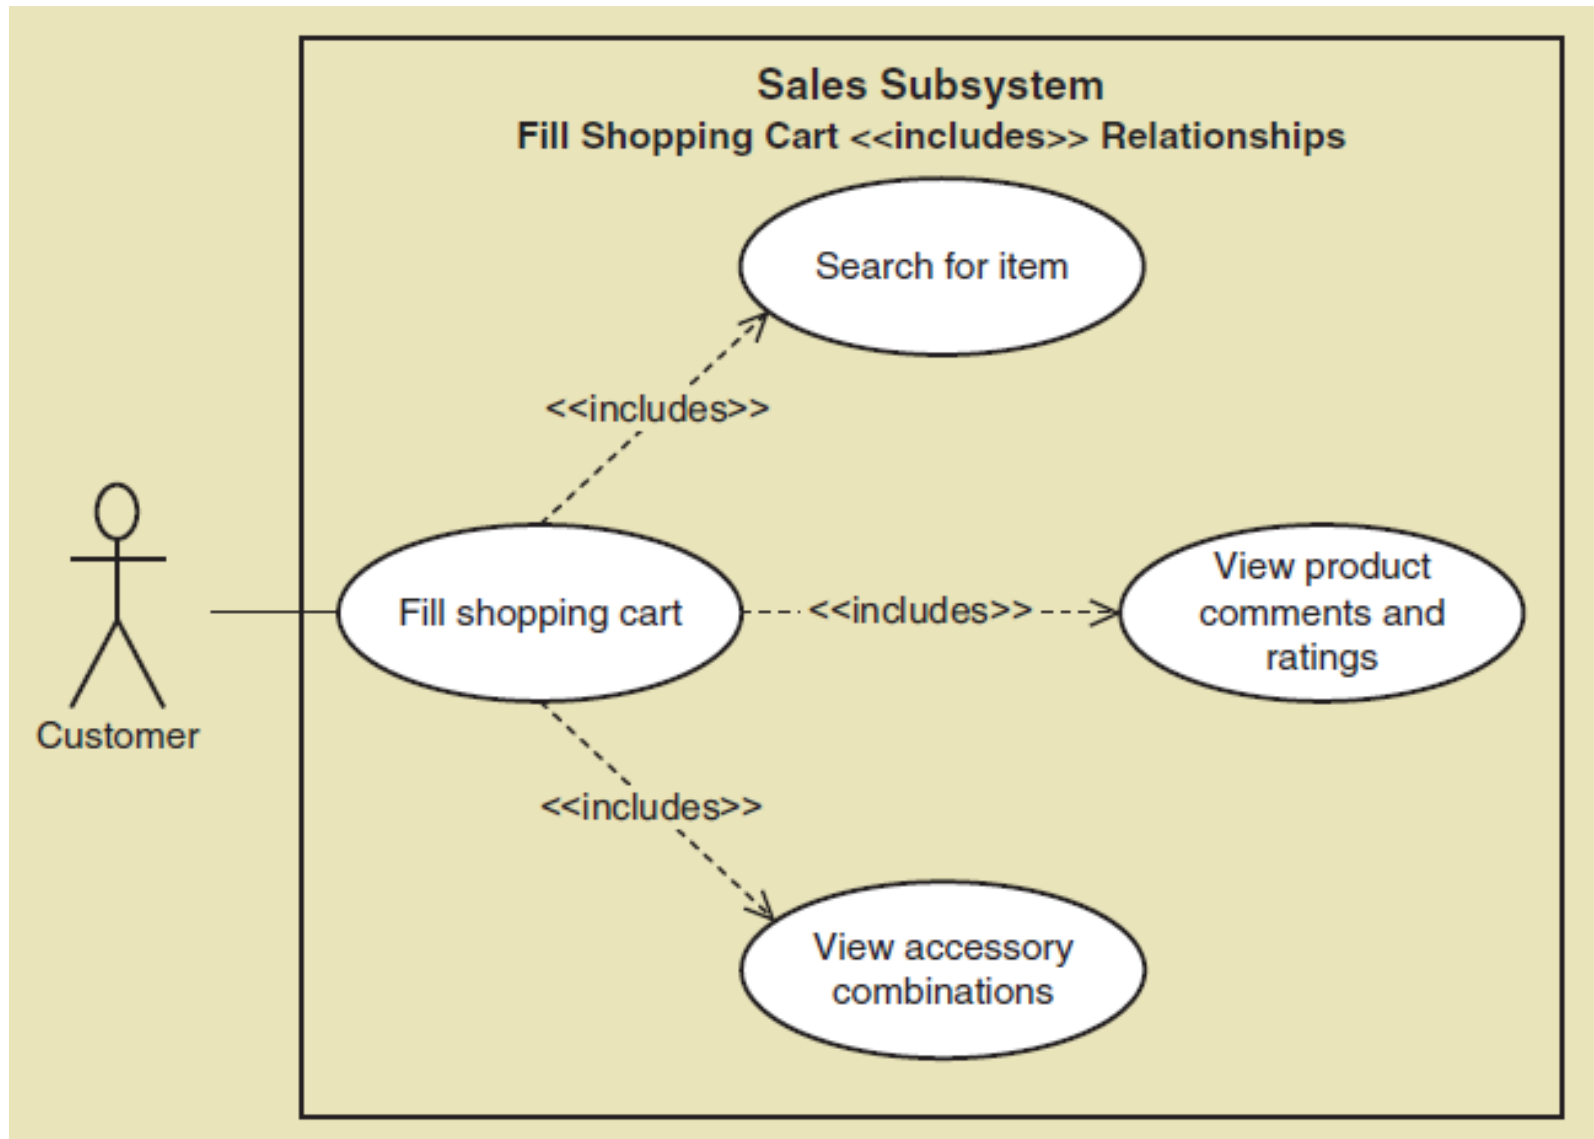 Sales Subsystem
Fill Shopping Cart <<includes>> Relationships
Search for item
<<includes>>
Customer
Fill shopping cart
<<includes>>
View product
comments and
ratings
<<includes>>
View accessory
combinations